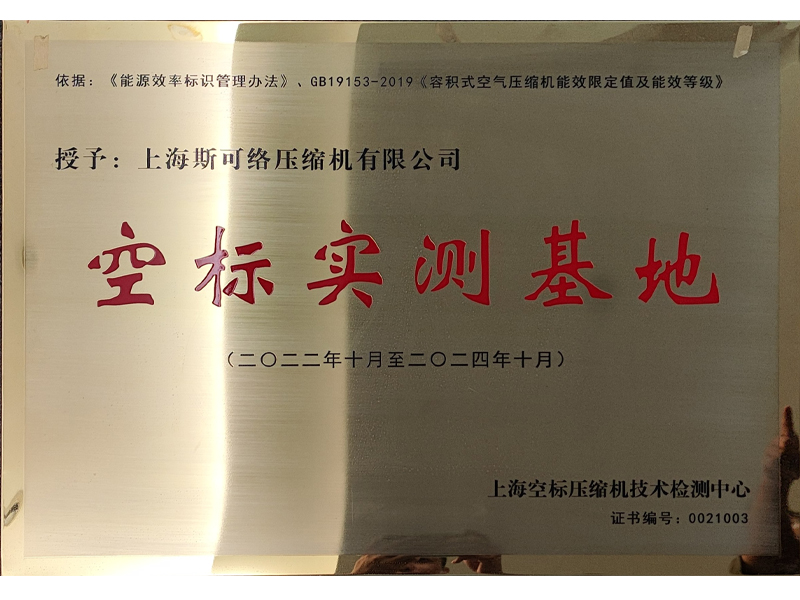 依据：《能源效率标识管理办法》、GB19153-2019《容积式空气压缩机能效限定值及能效等级》
授予：上海斯可络压缩机有限公司
空标实测基地
（二〇二二年十月至二〇二四年十月）
上海空标压缩机技术检测中心
证书编号：0021003